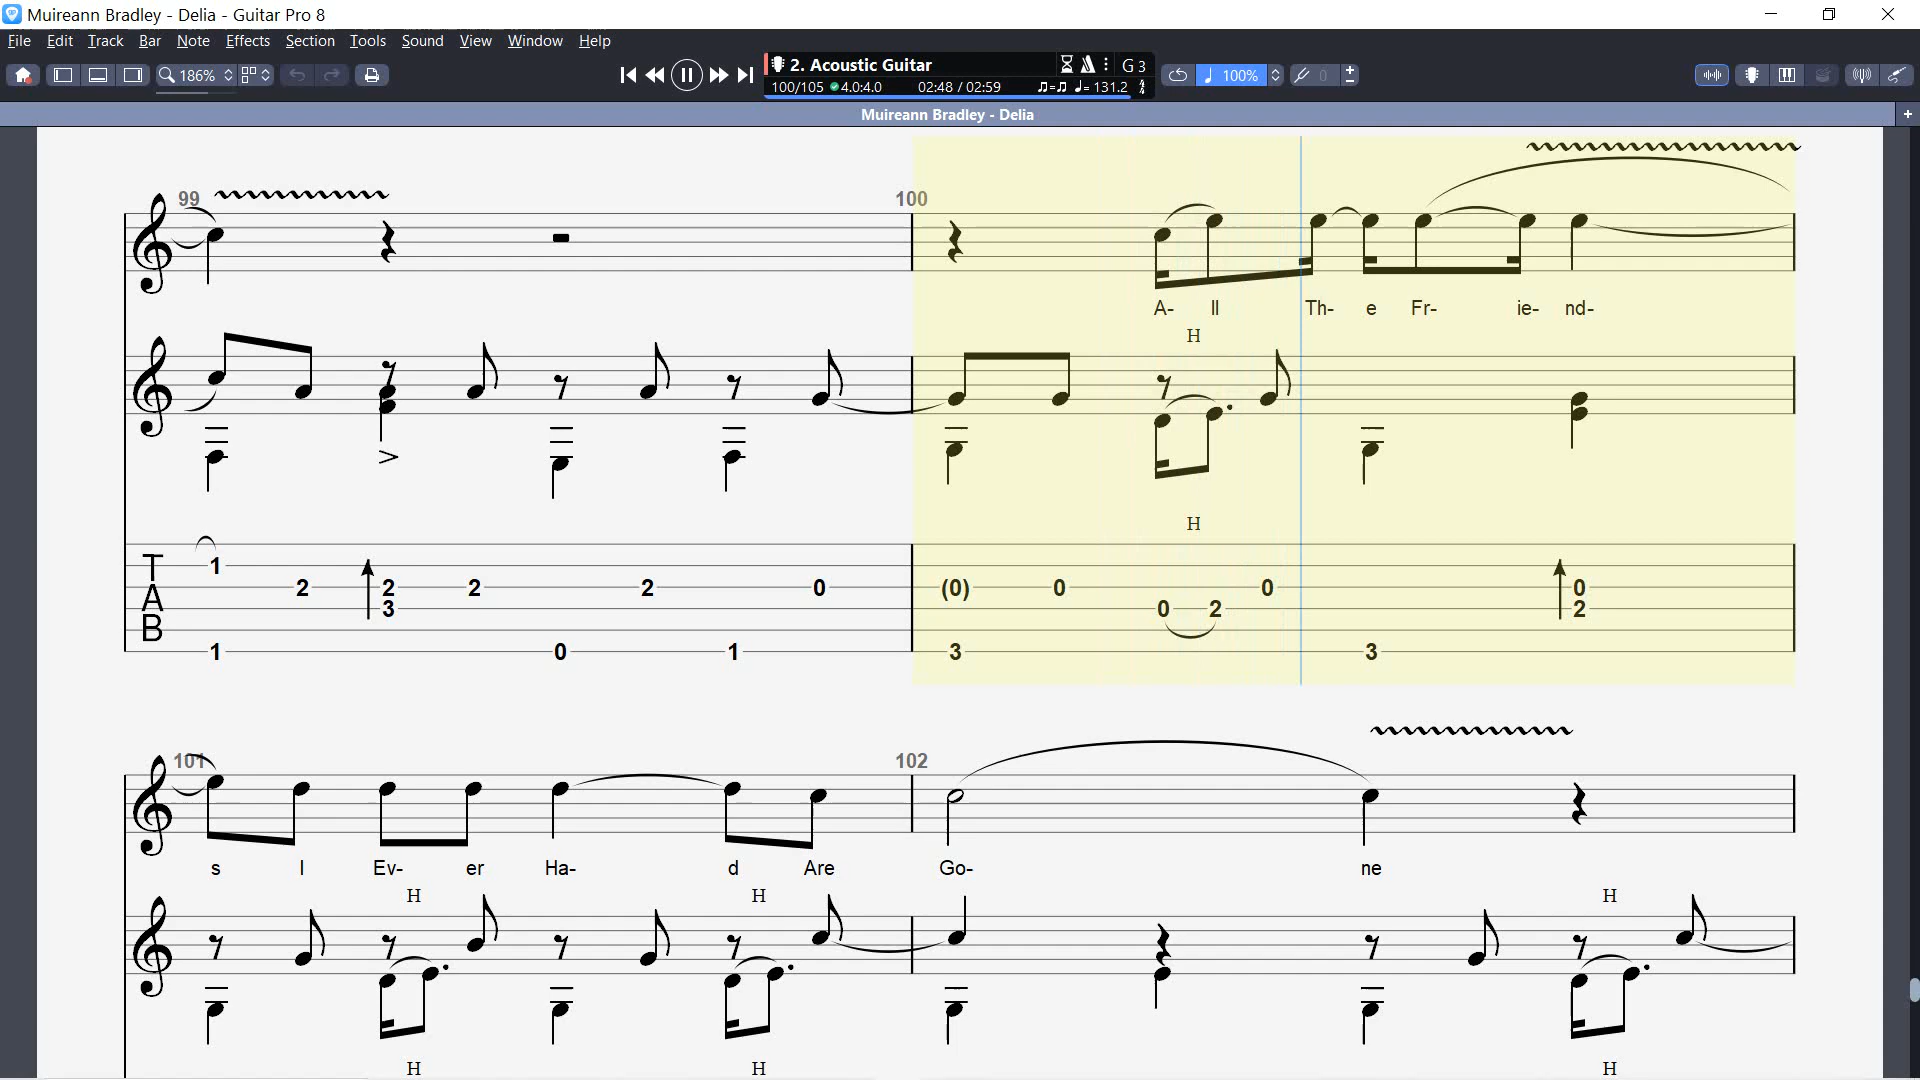 Muireann Bradley - Delia - Guitar Pro 8
File Edit Track Bar Note Effects Section Tools Sound View Window Help
186% 2. Acoustic Guitar G 3 100% 0
100/105 4.0:4.0 02:48 / 02:59 ♫=♫ ♩= 131.2
Muireann Bradley - Delia
99 100
A- ll Th- e Fr- ie- nd-
H
H
T A B
1 2 2 2 2 0 (0) 0 0 0
3 0 2 2
1 0 1 3 3
101 102
s I Ev- er Ha- d Are Go- ne
H H H
H H H